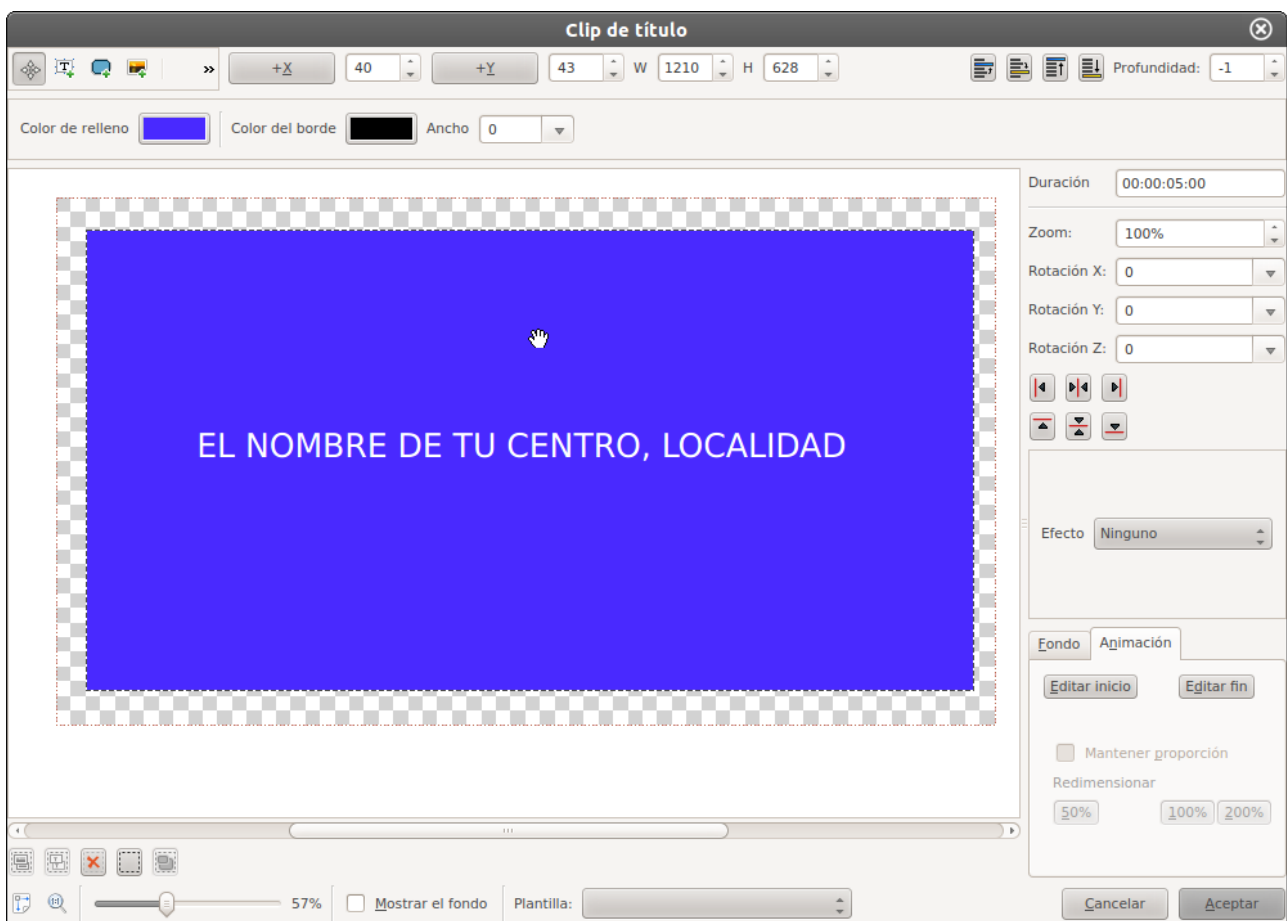 Clip de título
» +X 40 +Y 43 W 1210 H 628 Profundidad: -1
Color de relleno Color del borde Ancho 0
Duración 00:00:05:00
Zoom: 100%
Rotación X: 0
Rotación Y: 0
Rotación Z: 0
EL NOMBRE DE TU CENTRO, LOCALIDAD
Efecto Ninguno
Fondo Animación
Editar inicio Editar fin
Mantener proporción
Redimensionar
50% 100% 200%
57% Mostrar el fondo Plantilla: Cancelar Aceptar